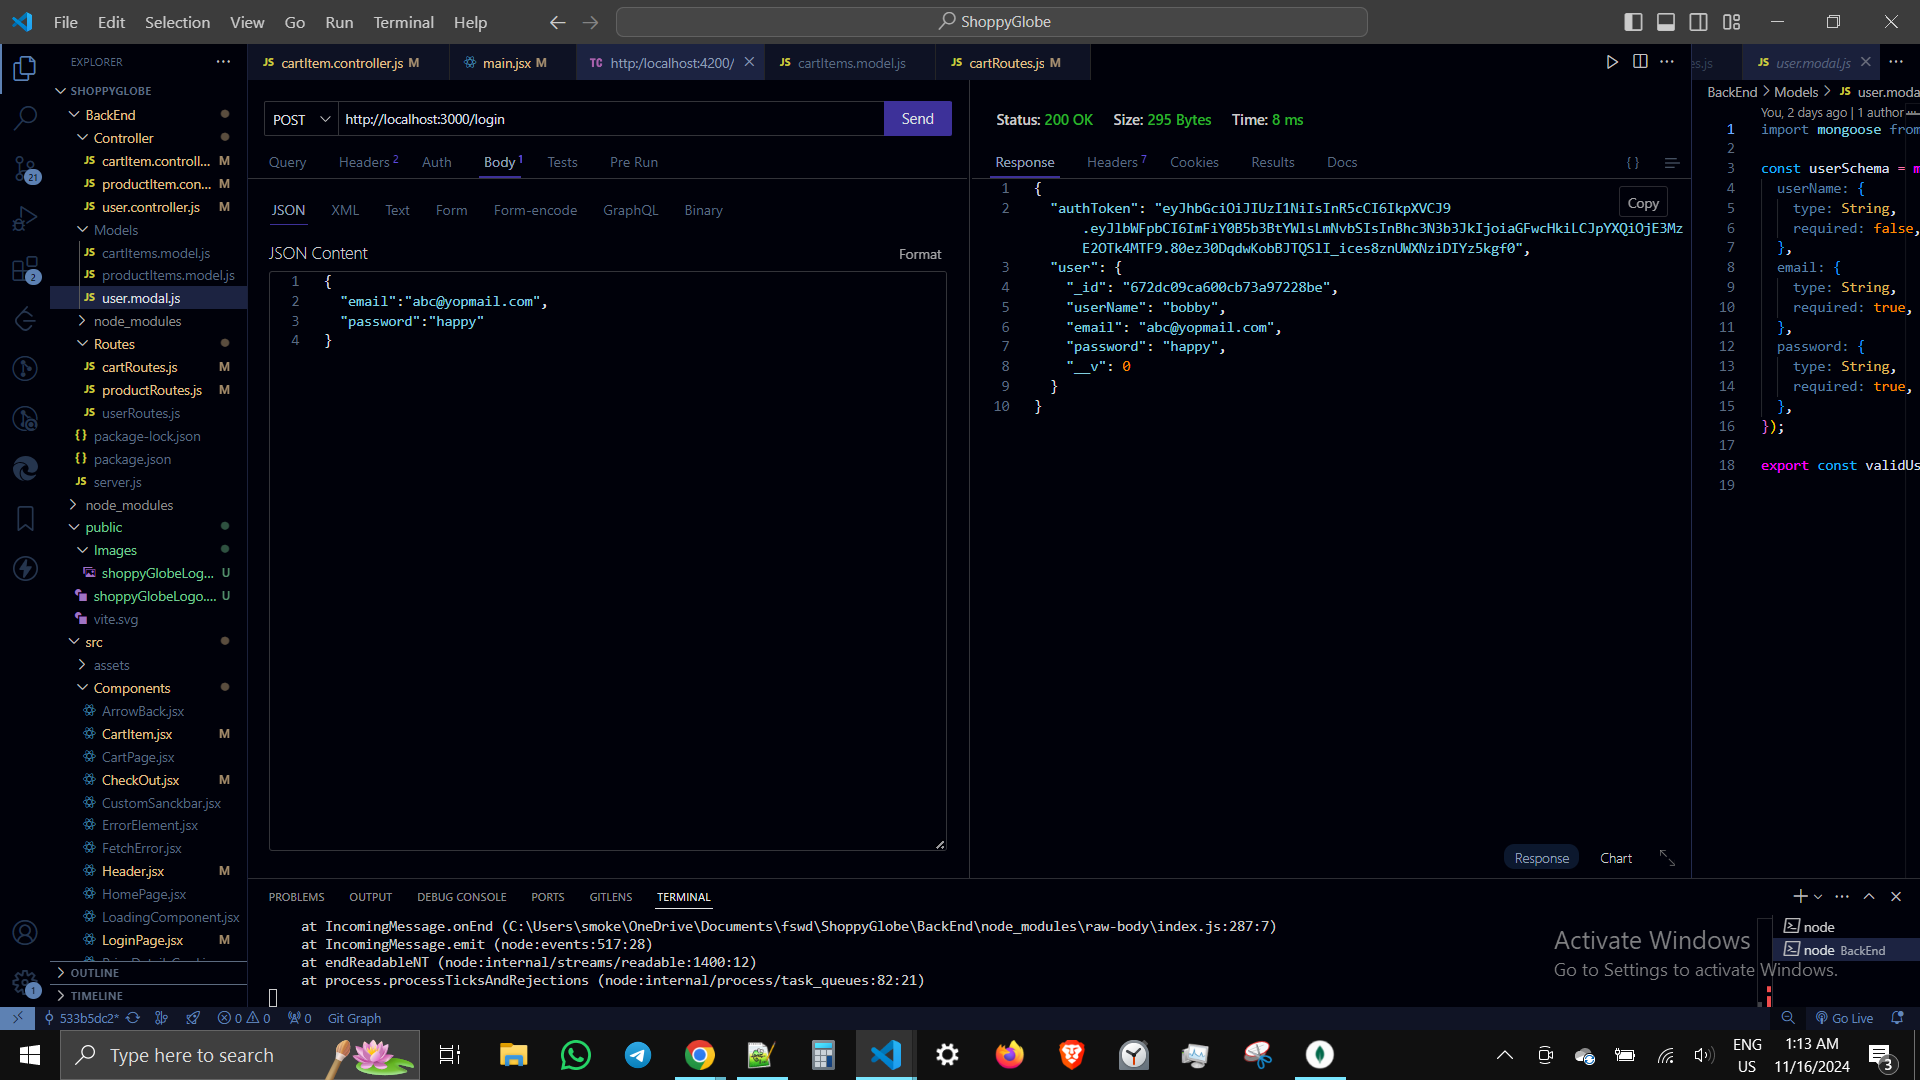 File Edit Selection View Go Run Terminal Help
ShoppyGlobe
EXPLORER
SHOPPYGLOBE
BackEnd
Controller
cartItem.controll... M
productItem.con... M
user.controller.js M
Models
cartItems.model.js
productItems.model.js
user.modal.js
node_modules
Routes
cartRoutes.js M
productRoutes.js M
userRoutes.js
package-lock.json
package.json
server.js
node_modules
public
Images
shoppyGlobeLog... U
shoppyGlobeLogo.... U
vite.svg
src
assets
Components
ArrowBack.jsx
CartItem.jsx M
CartPage.jsx
CheckOut.jsx M
CustomSanckbar.jsx
ErrorElement.jsx
FetchError.jsx
Header.jsx M
HomePage.jsx
LoadingComponent.jsx
LoginPage.jsx M
OUTLINE
TIMELINE
21
2
1
JS cartItem.controller.js M
main.jsx M
TC http:/localhost:4200/
JS cartItems.model.js
JS cartRoutes.js M
POST http://localhost:3000/login Send
Query Headers 2 Auth Body 1 Tests Pre Run
JSON XML Text Form Form-encode GraphQL Binary
JSON Content Format
1 {
2 "email":"abc@yopmail.com",
3 "password":"happy"
4 }
Status: 200 OK Size: 295 Bytes Time: 8 ms
Response Headers 7 Cookies Results Docs
{ }
Copy
1 {
2 "authToken": "eyJhbGciOiJIUzI1NiIsInR5cCI6IkpXVCJ9
.eyJlbWFpbCI6ImFiY0B5b3BtYWlsLmNvbSIsInBhc3N3b3JkIjoiaGFwcHkiLCJpYXQiOjE3Mz
E2OTk4MTF9.80ez30DqdwKobBJTQSlI_ices8znUWXNziDIYz5kgf0",
3 "user": {
4 "_id": "672dc09ca600cb73a97228be",
5 "userName": "bobby",
6 "email": "abc@yopmail.com",
7 "password": "happy",
8 "__v": 0
9 }
10 }
Response Chart
es.js JS user.modal.js
BackEnd > Models > JS user.moda
You, 2 days ago | 1 author
1 import mongoose from
2
3 const userSchema = m
4 userName: {
5 type: String,
6 required: false,
7 },
8 email: {
9 type: String,
10 required: true,
11 },
12 password: {
13 type: String,
14 required: true,
15 },
16 });
17
18 export const validUs
19
PROBLEMS OUTPUT DEBUG CONSOLE PORTS GITLENS TERMINAL
at IncomingMessage.onEnd (C:\Users\smoke\OneDrive\Documents\fswd\ShoppyGlobe\BackEnd\node_modules\raw-body\index.js:287:7)
at IncomingMessage.emit (node:events:517:28)
at endReadableNT (node:internal/streams/readable:1400:12)
at process.processTicksAndRejections (node:internal/process/task_queues:82:21)
node
node BackEnd
Activate Windows
Go to Settings to activate Windows.
533b5dc2* 0 0 0 Git Graph
Go Live
Type here to search
ENG
US
1:13 AM
11/16/2024
3